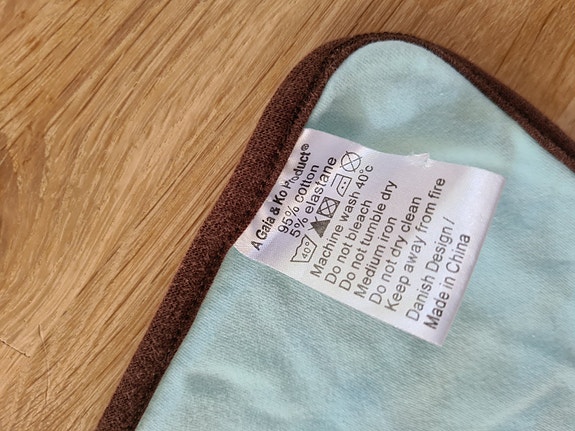 A Gaia & Ko Product®
95% cotton
5% elastane
40°
Machine wash 40°c
Do not bleach
Do not tumble dry
Medium iron
Do not dry clean
Keep away from fire
Danish Design/
Made in China